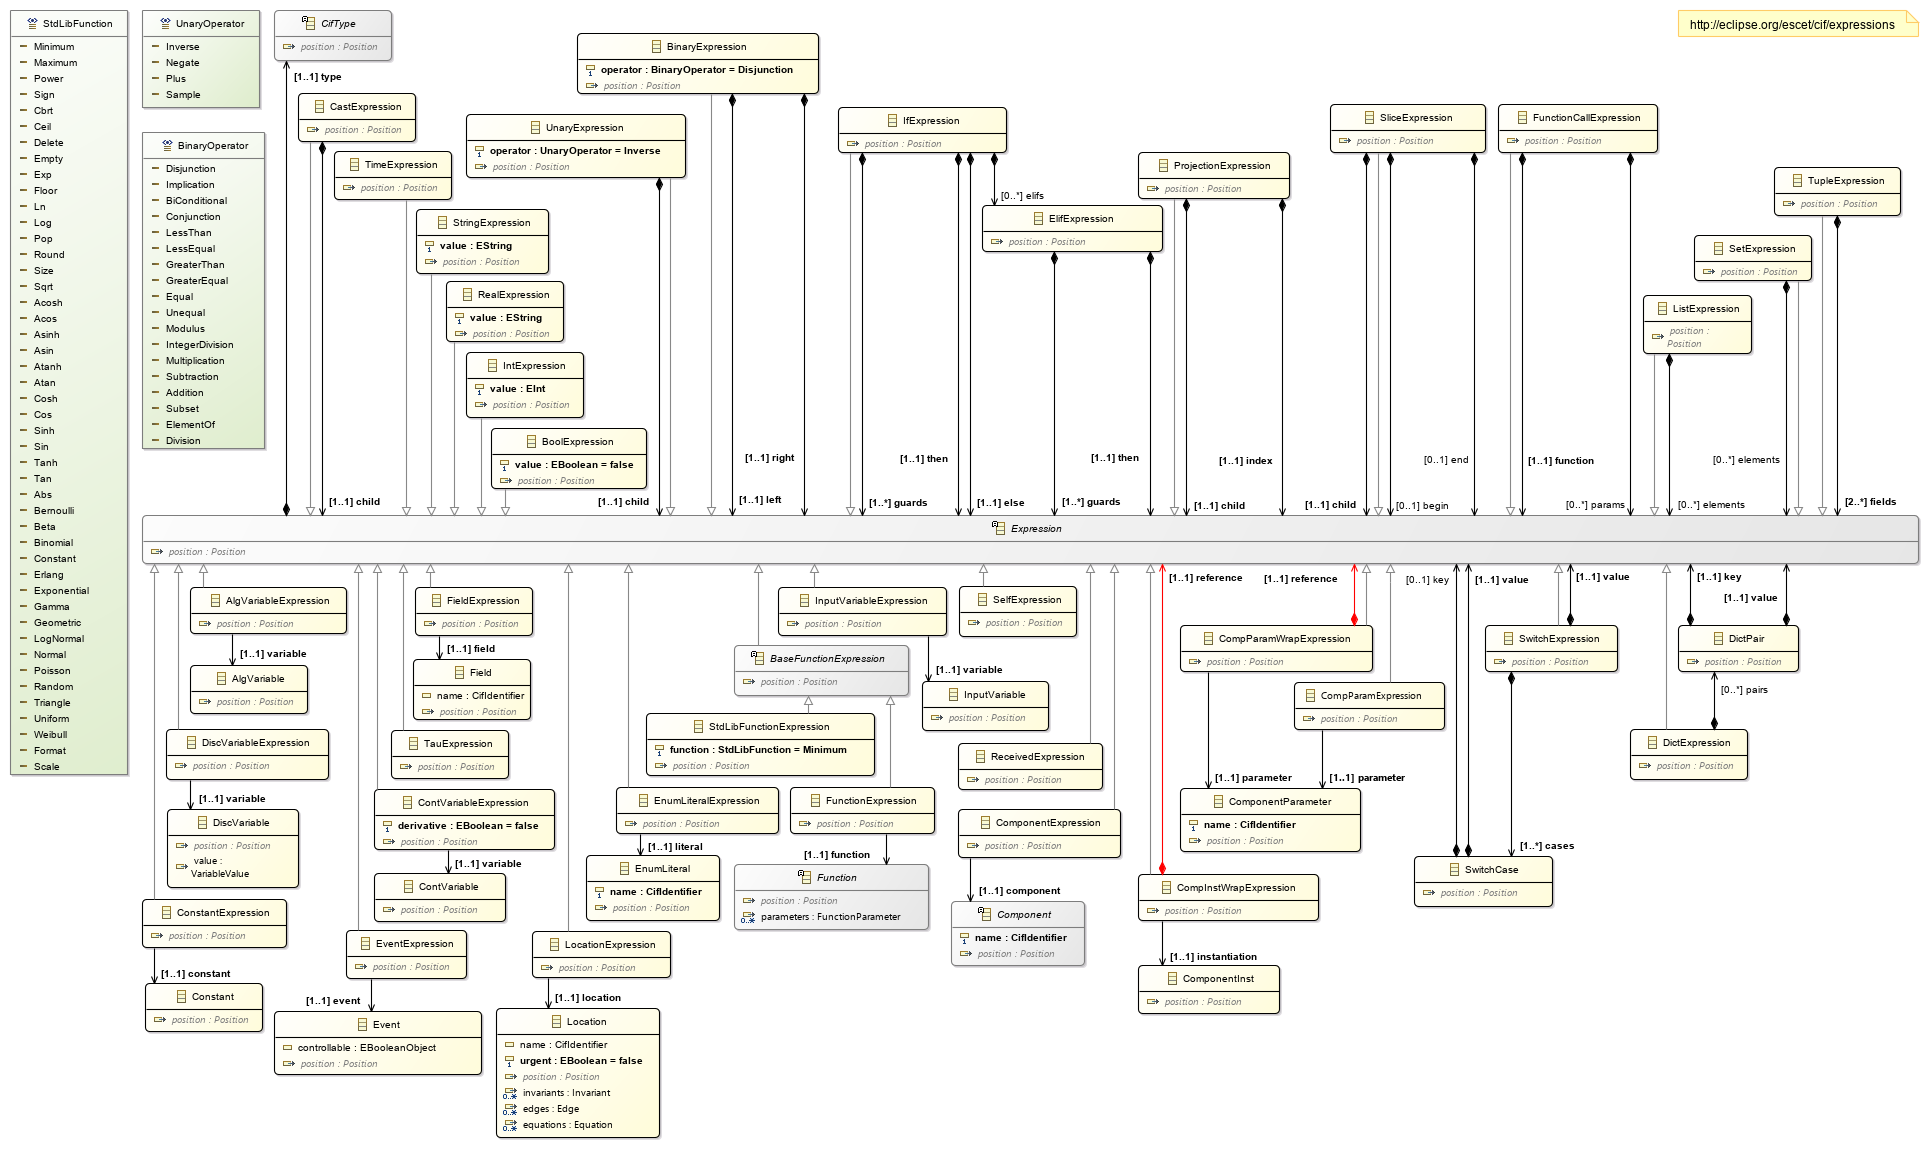 StdLibFunction
Minimum
Maximum
Power
Sign
Cbrt
Ceil
Delete
Empty
Exp
Floor
Ln
Log
Pop
Round
Size
Sqrt
Acosh
Acos
Asinh
Asin
Atanh
Atan
Cosh
Cos
Sinh
Sin
Tanh
Tan
Abs
Bernoulli
Beta
Binomial
Constant
Erlang
Exponential
Gamma
Geometric
LogNormal
Normal
Poisson
Random
Triangle
Uniform
Weibull
Format
Scale
UnaryOperator
Inverse
Negate
Plus
Sample
BinaryOperator
Disjunction
Implication
BiConditional
Conjunction
LessThan
LessEqual
GreaterThan
GreaterEqual
Equal
Unequal
Modulus
IntegerDivision
Multiplication
Subtraction
Addition
Subset
ElementOf
Division
CifType
position : Position
[1..1] type
CastExpression
position : Position
[1..1] child
TimeExpression
position : Position
StringExpression
value : EString
position : Position
RealExpression
value : EString
position : Position
IntExpression
value : EInt
position : Position
BoolExpression
value : EBoolean = false
position : Position
UnaryExpression
operator : UnaryOperator = Inverse
position : Position
[1..1] child
BinaryExpression
operator : BinaryOperator = Disjunction
position : Position
[1..1] right
[1..1] left
IfExpression
position : Position
[1..1] then
[1..*] guards
[1..1] else
[0..*] elifs
ElifExpression
position : Position
[1..1] then
[1..*] guards
ProjectionExpression
position : Position
[1..1] index
[1..1] child
SliceExpression
position : Position
[1..1] child
[0..1] begin
[0..1] end
FunctionCallExpression
position : Position
[1..1] function
[0..*] params
http://eclipse.org/escet/cif/expressions
TupleExpression
position : Position
[2..*] fields
SetExpression
position : Position
[0..*] elements
ListExpression
position :
Position
[0..*] elements
Expression
position : Position
AlgVariableExpression
position : Position
[1..1] variable
AlgVariable
position : Position
DiscVariableExpression
position : Position
[1..1] variable
DiscVariable
position : Position
value :
VariableValue
ConstantExpression
position : Position
[1..1] constant
Constant
position : Position
FieldExpression
position : Position
[1..1] field
Field
name : CifIdentifier
position : Position
TauExpression
position : Position
ContVariableExpression
derivative : EBoolean = false
position : Position
[1..1] variable
ContVariable
position : Position
EventExpression
position : Position
[1..1] event
Event
controllable : EBooleanObject
position : Position
LocationExpression
position : Position
[1..1] location
Location
name : CifIdentifier
urgent : EBoolean = false
position : Position
invariants : Invariant
edges : Edge
equations : Equation
InputVariableExpression
position : Position
[1..1] variable
InputVariable
position : Position
BaseFunctionExpression
position : Position
StdLibFunctionExpression
function : StdLibFunction = Minimum
position : Position
EnumLiteralExpression
position : Position
[1..1] literal
EnumLiteral
name : CifIdentifier
position : Position
FunctionExpression
position : Position
[1..1] function
Function
position : Position
parameters : FunctionParameter
SelfExpression
position : Position
ReceivedExpression
position : Position
ComponentExpression
position : Position
[1..1] component
Component
name : CifIdentifier
position : Position
[1..1] reference
[1..1] reference
CompParamWrapExpression
position : Position
CompParamExpression
position : Position
[1..1] parameter
[1..1] parameter
ComponentParameter
name : CifIdentifier
position : Position
CompInstWrapExpression
position : Position
[1..1] instantiation
ComponentInst
position : Position
[0..1] key
[1..1] value
[1..1] value
SwitchExpression
position : Position
[1..*] cases
SwitchCase
position : Position
[1..1] key
[1..1] value
DictPair
position : Position
[0..*] pairs
DictExpression
position : Position